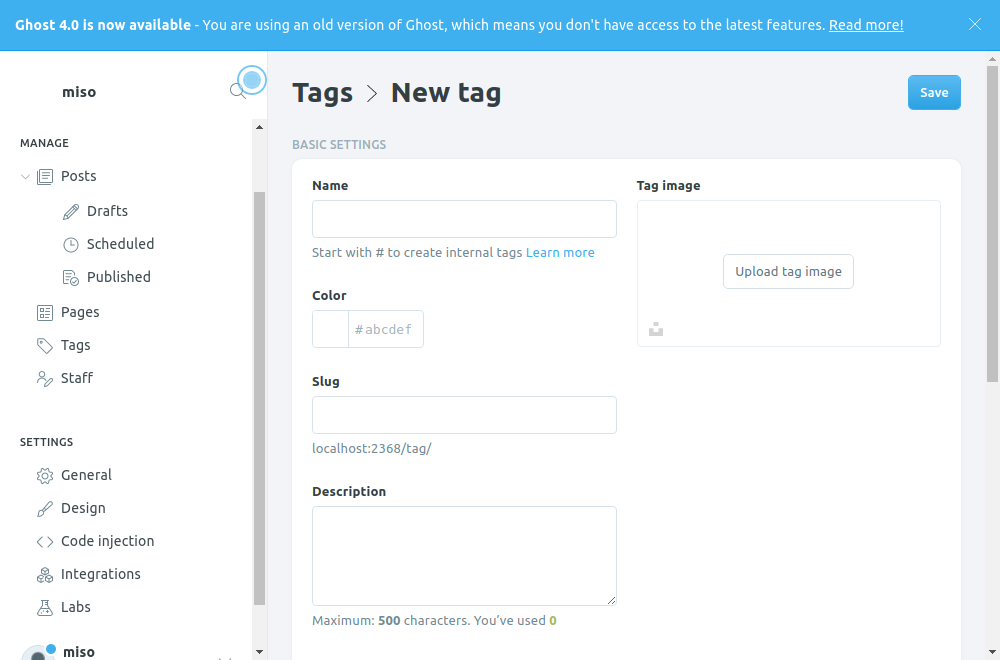 Ghost 4.0 is now available - You are using an old version of Ghost, which means you don't have access to the latest features. Read more!
miso
MANAGE
Posts
Drafts
Scheduled
Published
Pages
Tags
Staff
SETTINGS
General
Design
Code injection
Integrations
Labs
miso
Tags > New tag
Save
BASIC SETTINGS
Name
Start with # to create internal tags Learn more
Color
#abcdef
Slug
localhost:2368/tag/
Description
Maximum: 500 characters. You've used 0
Tag image
Upload tag image